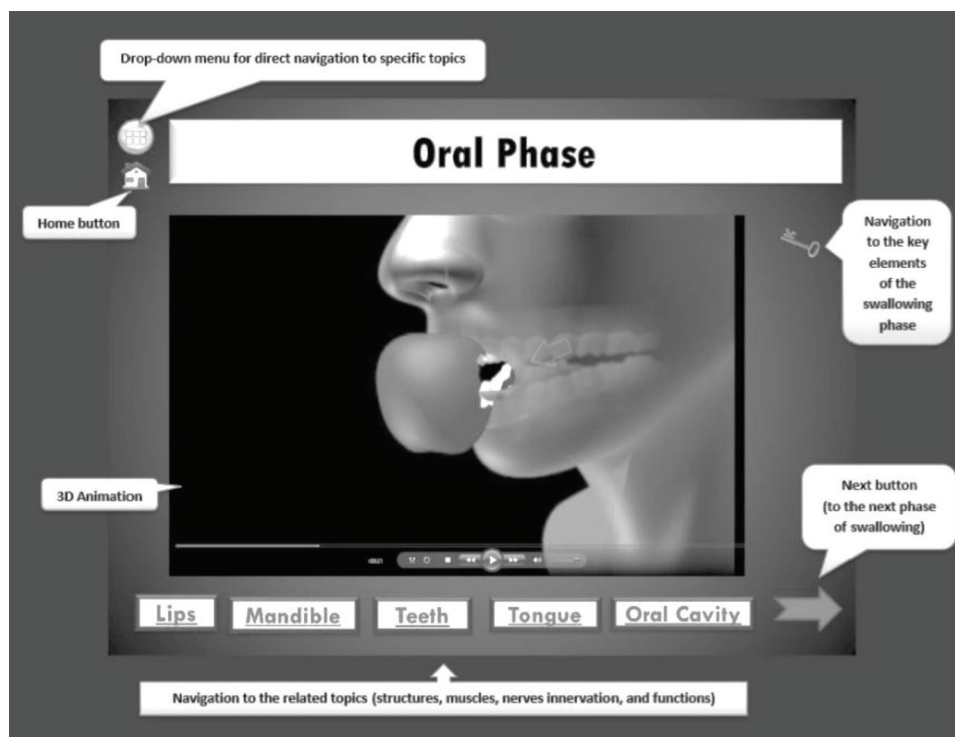 Drop-down menu for direct navigation to specific topics
Oral Phase
Home button
Navigation
to the key
elements
of the
swallowing
phase
3D Animation
Next button
(to the next phase
of swallowing)
Lips
Mandible
Teeth
Tongue
Oral Cavity
Navigation to the related topics (structures, muscles, nerves innervation, and functions)